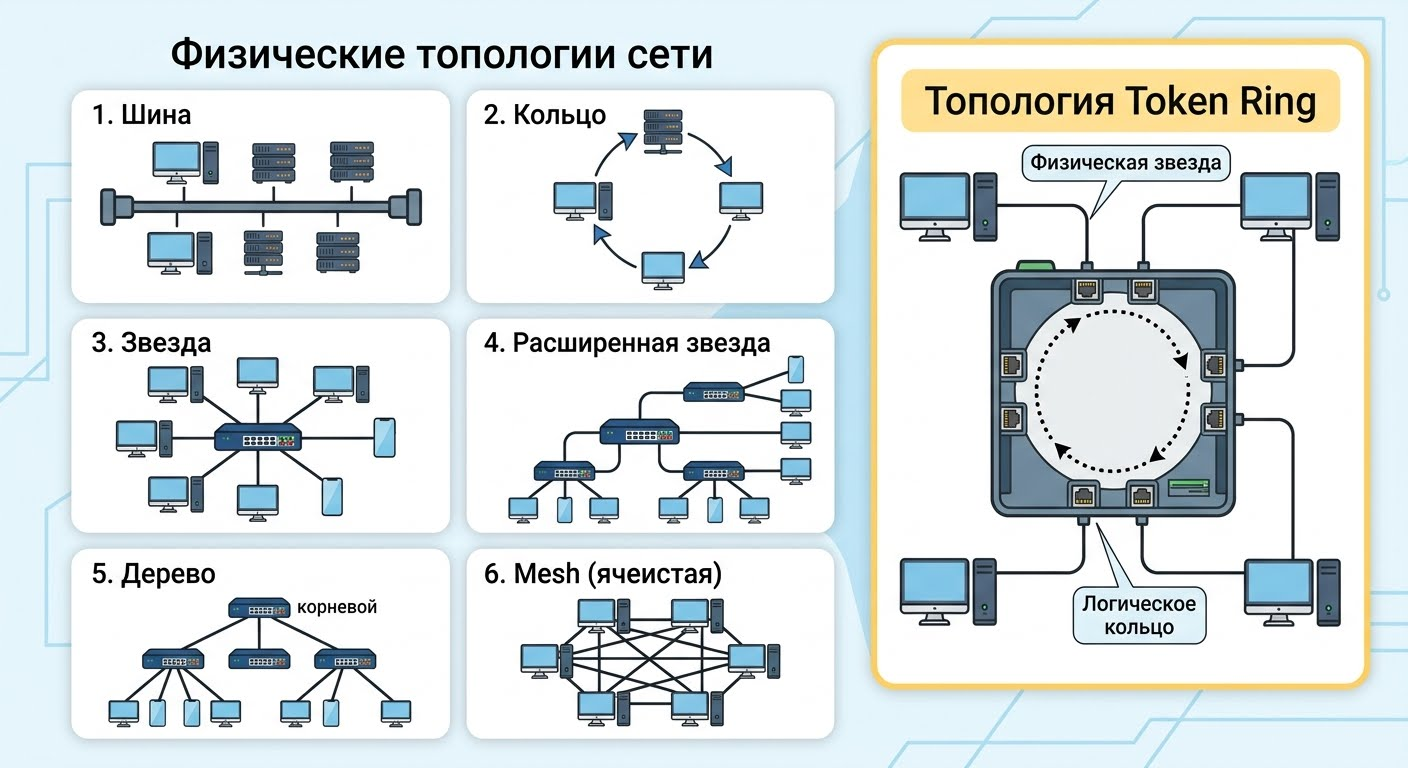 Физические топологии сети
1. Шина
2. Кольцо
3. Звезда
4. Расширенная звезда
5. Дерево
корневой
6. Mesh (ячеистая)
Топология Token Ring
Физическая звезда
Логическое
кольцо